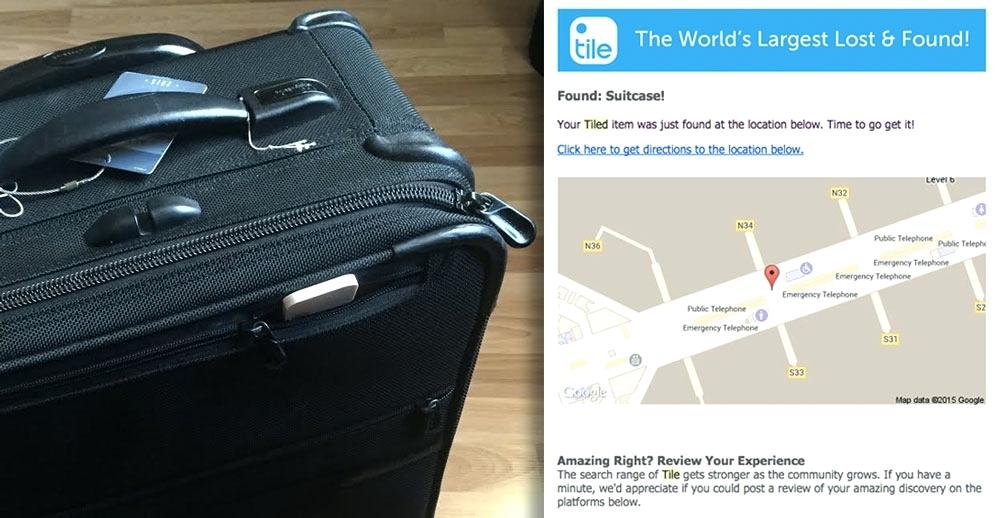 tile
The World's Largest Lost & Found!
Found: Suitcase!
Your Tiled item was just found at the location below. Time to go get it!
Click here to get directions to the location below.
Level 6
N32
N34
N36
Public Telephone
Public Teleph
Emergency Telephone
Emergency Telephone
Emergency Telephone
Public Telephone
Emergency Telephone
S2
S31
S33
Google
Map data ©2015 Google
Amazing Right? Review Your Experience
The search range of Tile gets stronger as the community grows. If you have a
minute, we'd appreciate if you could post a review of your amazing discovery on the
platforms below.